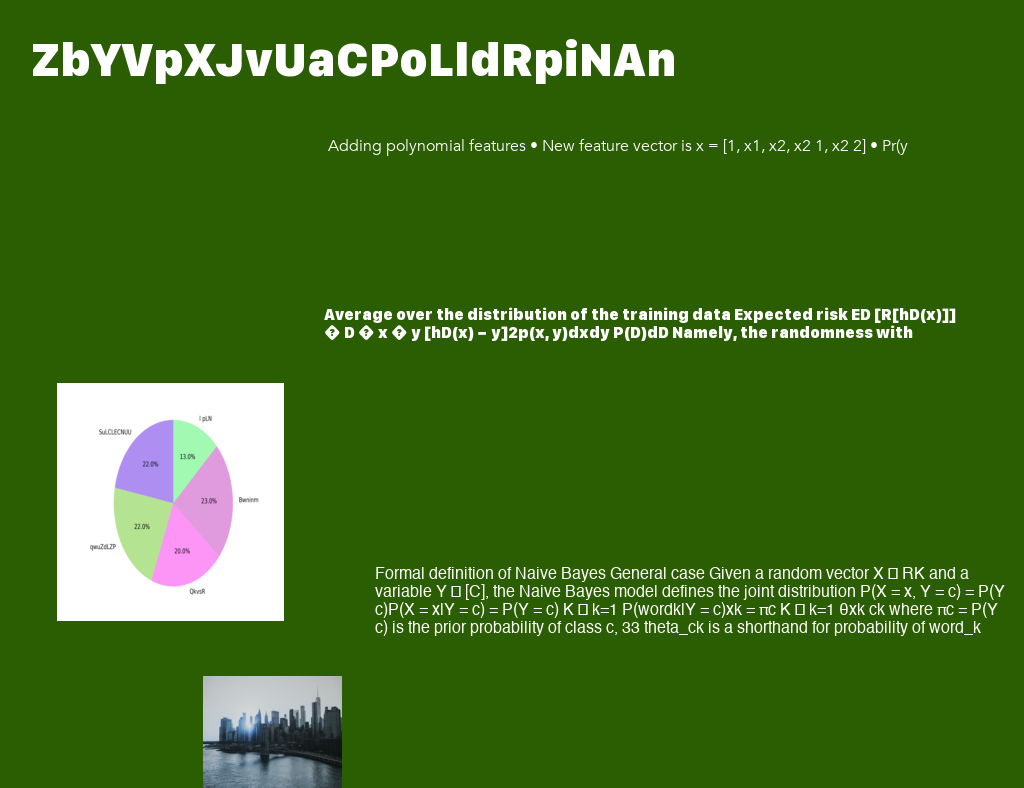 ZbYVpXJvUaCPoLldRpiNAn
Adding polynomial features • New feature vector is x = [1, x1, x2, x2 1, x2 2] • Pr(y
Average over the distribution of the training data Expected risk ED [R[hD(x)]]
� D � x � y [hD(x) − y]2p(x, y)dxdy P(D)dD Namely, the randomness with
SuLCLECNUU
22.0%
13.0%
23.0%
Bwninm
22.0%
qwuZdLZP
20.0%
QkvsR
Formal definition of Naive Bayes General case Given a random vector X RK and a
variable Y [C], the Naive Bayes model defines the joint distribution P(X = x, Y = c) = P(Y
c)P(X = x|Y = c) = P(Y = c) K k=1 P(wordk|Y = c)xk = πc K k=1 θxk ck where πc = P(Y
c) is the prior probability of class c, 33 theta_ck is a shorthand for probability of word_k